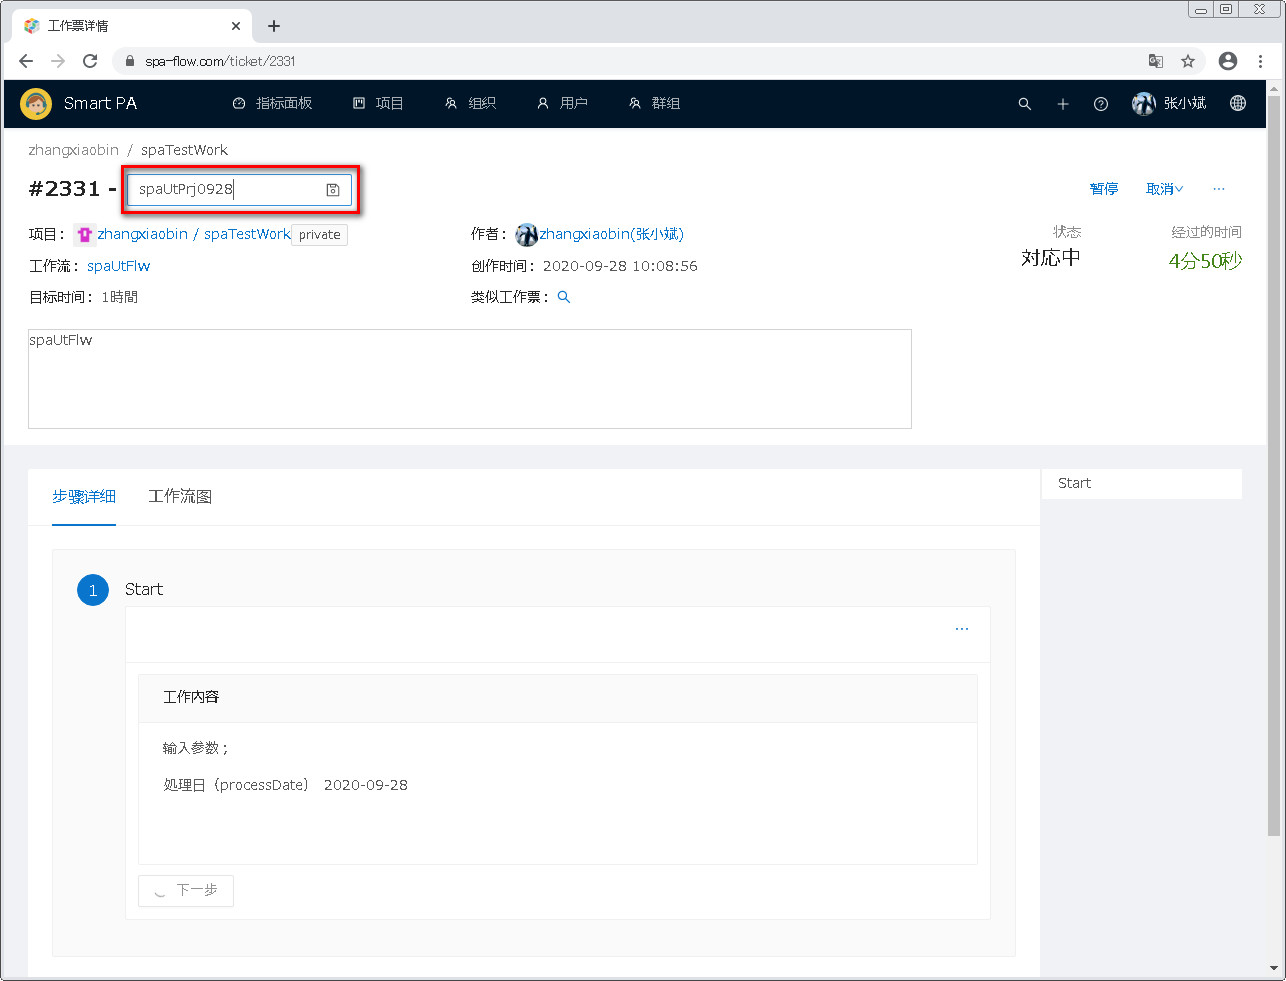 工作票详情
spa-flow.com/ticket/2331
Smart PA 指标面板 项目 组织 用户 群组 张小斌
zhangxiaobin / spaTestWork
#2331 - spaUtPrj0928 暂停 取消 ...
项目： zhangxiaobin / spaTestWork private 作者： zhangxiaobin(张小斌) 状态 经过的时间
工作流： spaUtFlw 创作时间： 2020-09-28 10:08:56 対応中 4分50秒
目标时间： 1時間 类似工作票：
spaUtFlw
步骤详细 工作流图 Start
1 Start
...
工作内容
输入参数；
処理日（processDate） 2020-09-28
下一步